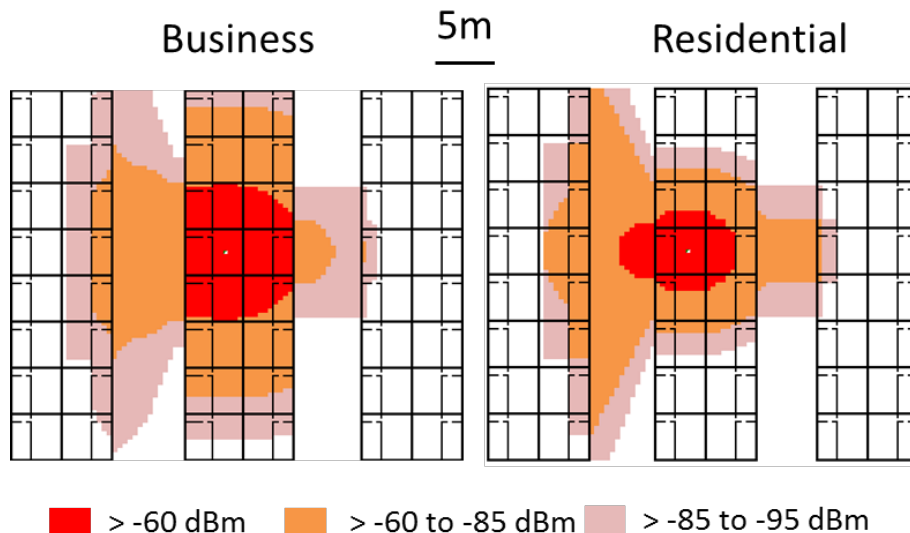 Business 5m Residential
> -60 dBm > -60 to -85 dBm > -85 to -95 dBm